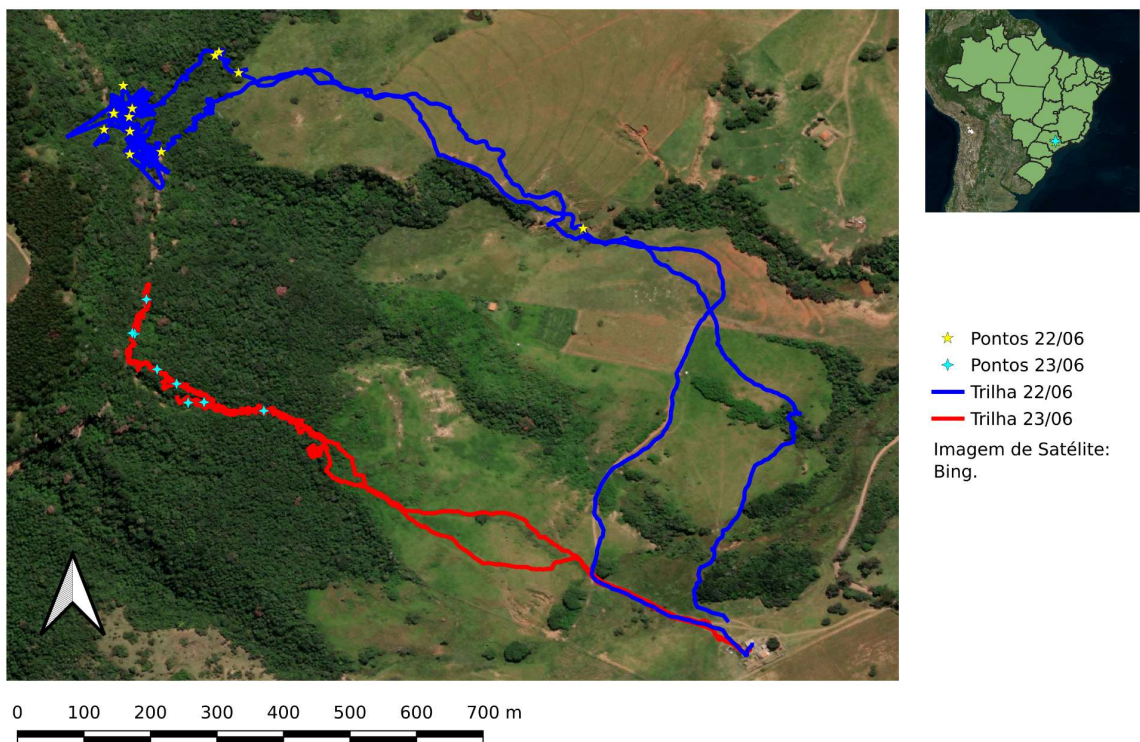 Pontos 22/06
Pontos 23/06
Trilha 22/06
Trilha 23/06
Imagem de Satélite:
Bing.
0 100 200 300 400 500 600 700 m